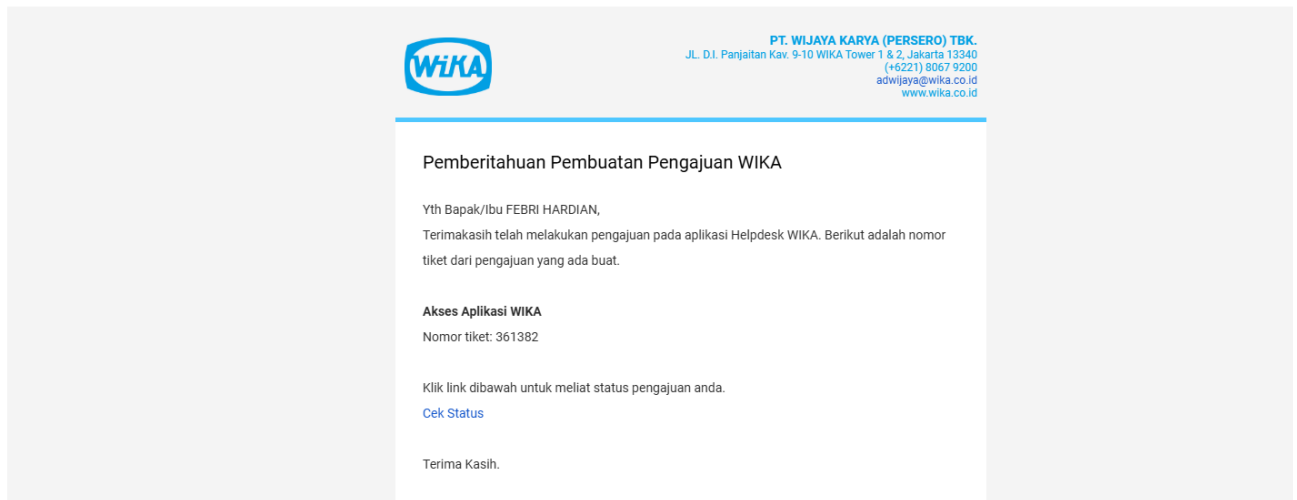 WiKA
PT. WIJAYA KARYA (PERSERO) TBK.
JL. D.I. Panjaitan Kav. 9-10 WIKA Tower 1 & 2, Jakarta 13340
(+6221) 8067 9200
adwijaya@wika.co.id
www.wika.co.id
Pemberitahuan Pembuatan Pengajuan WIKA
Yth Bapak/Ibu FEBRI HARDIAN,
Terimakasih telah melakukan pengajuan pada aplikasi Helpdesk WIKA. Berikut adalah nomor
tiket dari pengajuan yang ada buat.
Akses Aplikasi WIKA
Nomor tiket: 361382
Klik link dibawah untuk meliat status pengajuan anda.
Cek Status
Terima Kasih.